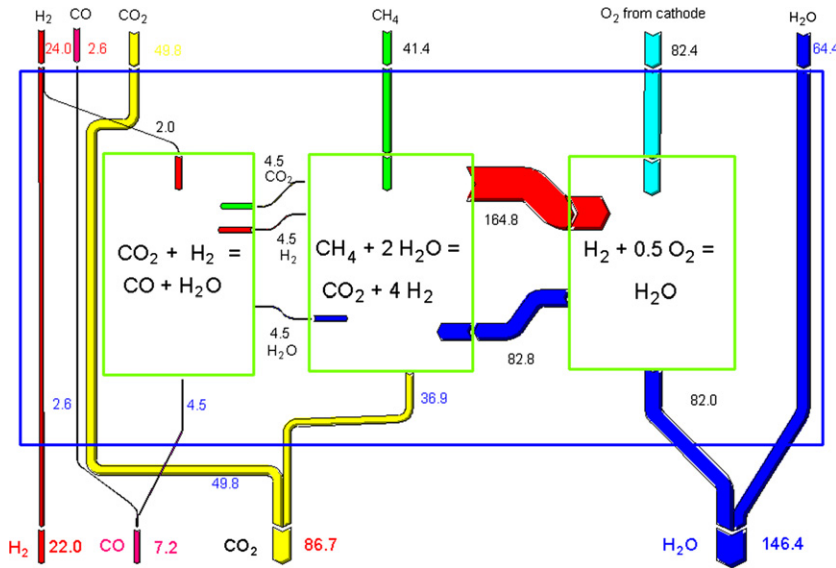 H₂ CO CO₂ CH₄ O₂ from cathode H₂O
24.0 2.6 49.8 41.4 82.4 64.4
2.0
4.5
CO₂
164.8
4.5
H₂
CO₂ + H₂ =
CO + H₂O
CH₄ + 2 H₂O =
CO₂ + 4 H₂
H₂ + 0.5 O₂ =
H₂O
4.5
H₂O
82.8
2.6 4.5 36.9 82.0
49.8
H₂ 22.0 CO 7.2 CO₂ 86.7 H₂O 146.4